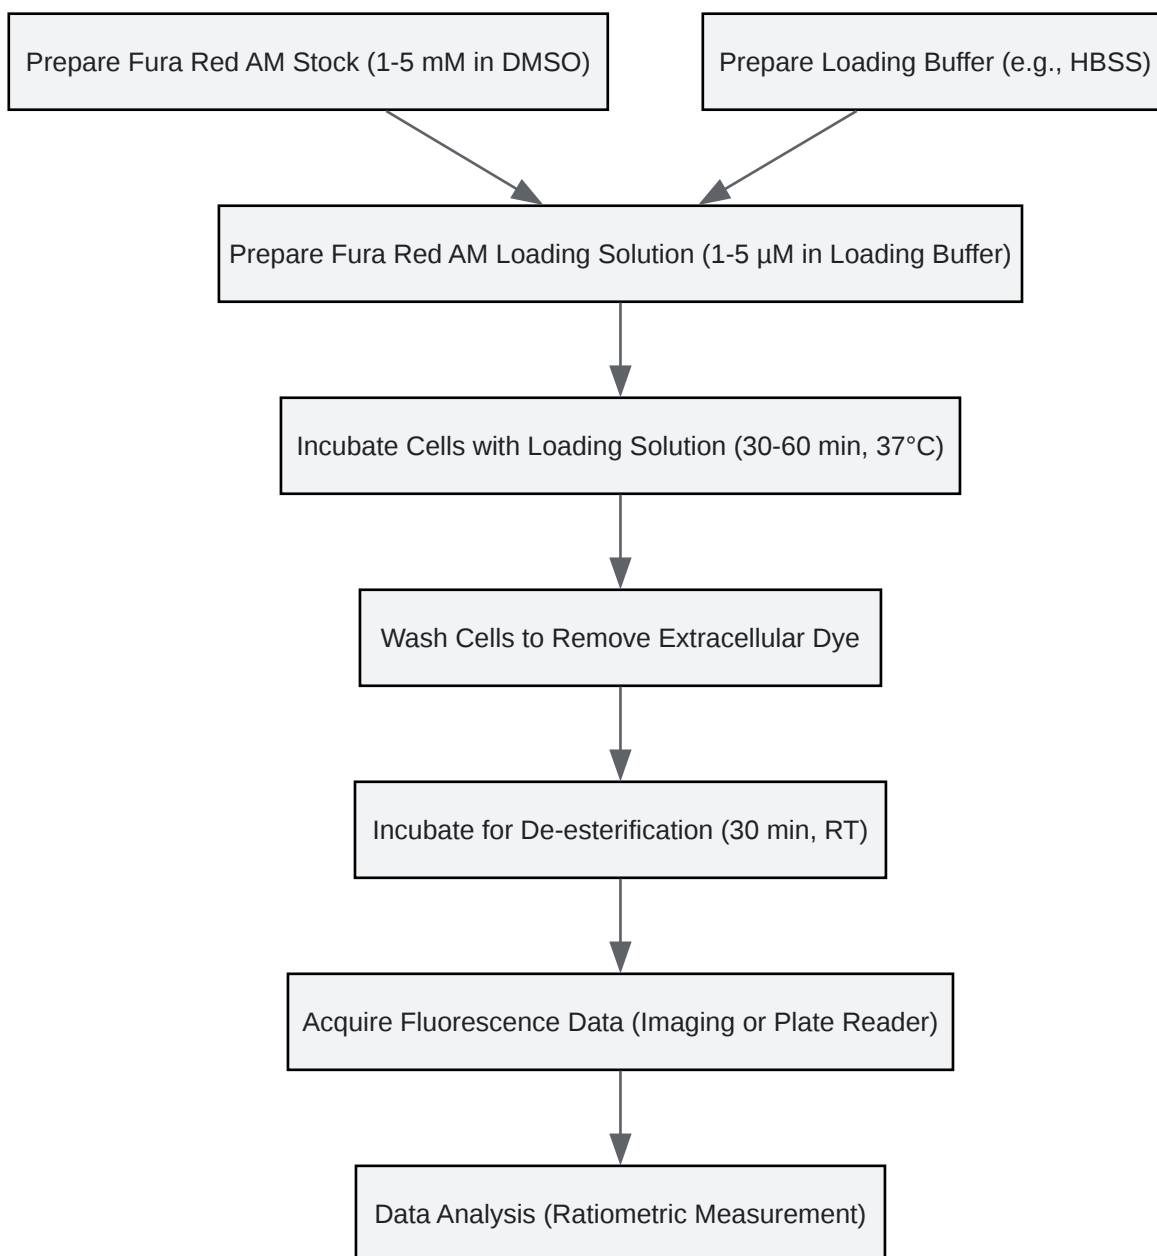 Prepare Fura Red AM Stock (1-5 mM in DMSO)
Prepare Loading Buffer (e.g., HBSS)
Prepare Fura Red AM Loading Solution (1-5 µM in Loading Buffer)
Incubate Cells with Loading Solution (30-60 min, 37°C)
Wash Cells to Remove Extracellular Dye
Incubate for De-esterification (30 min, RT)
Acquire Fluorescence Data (Imaging or Plate Reader)
Data Analysis (Ratiometric Measurement)